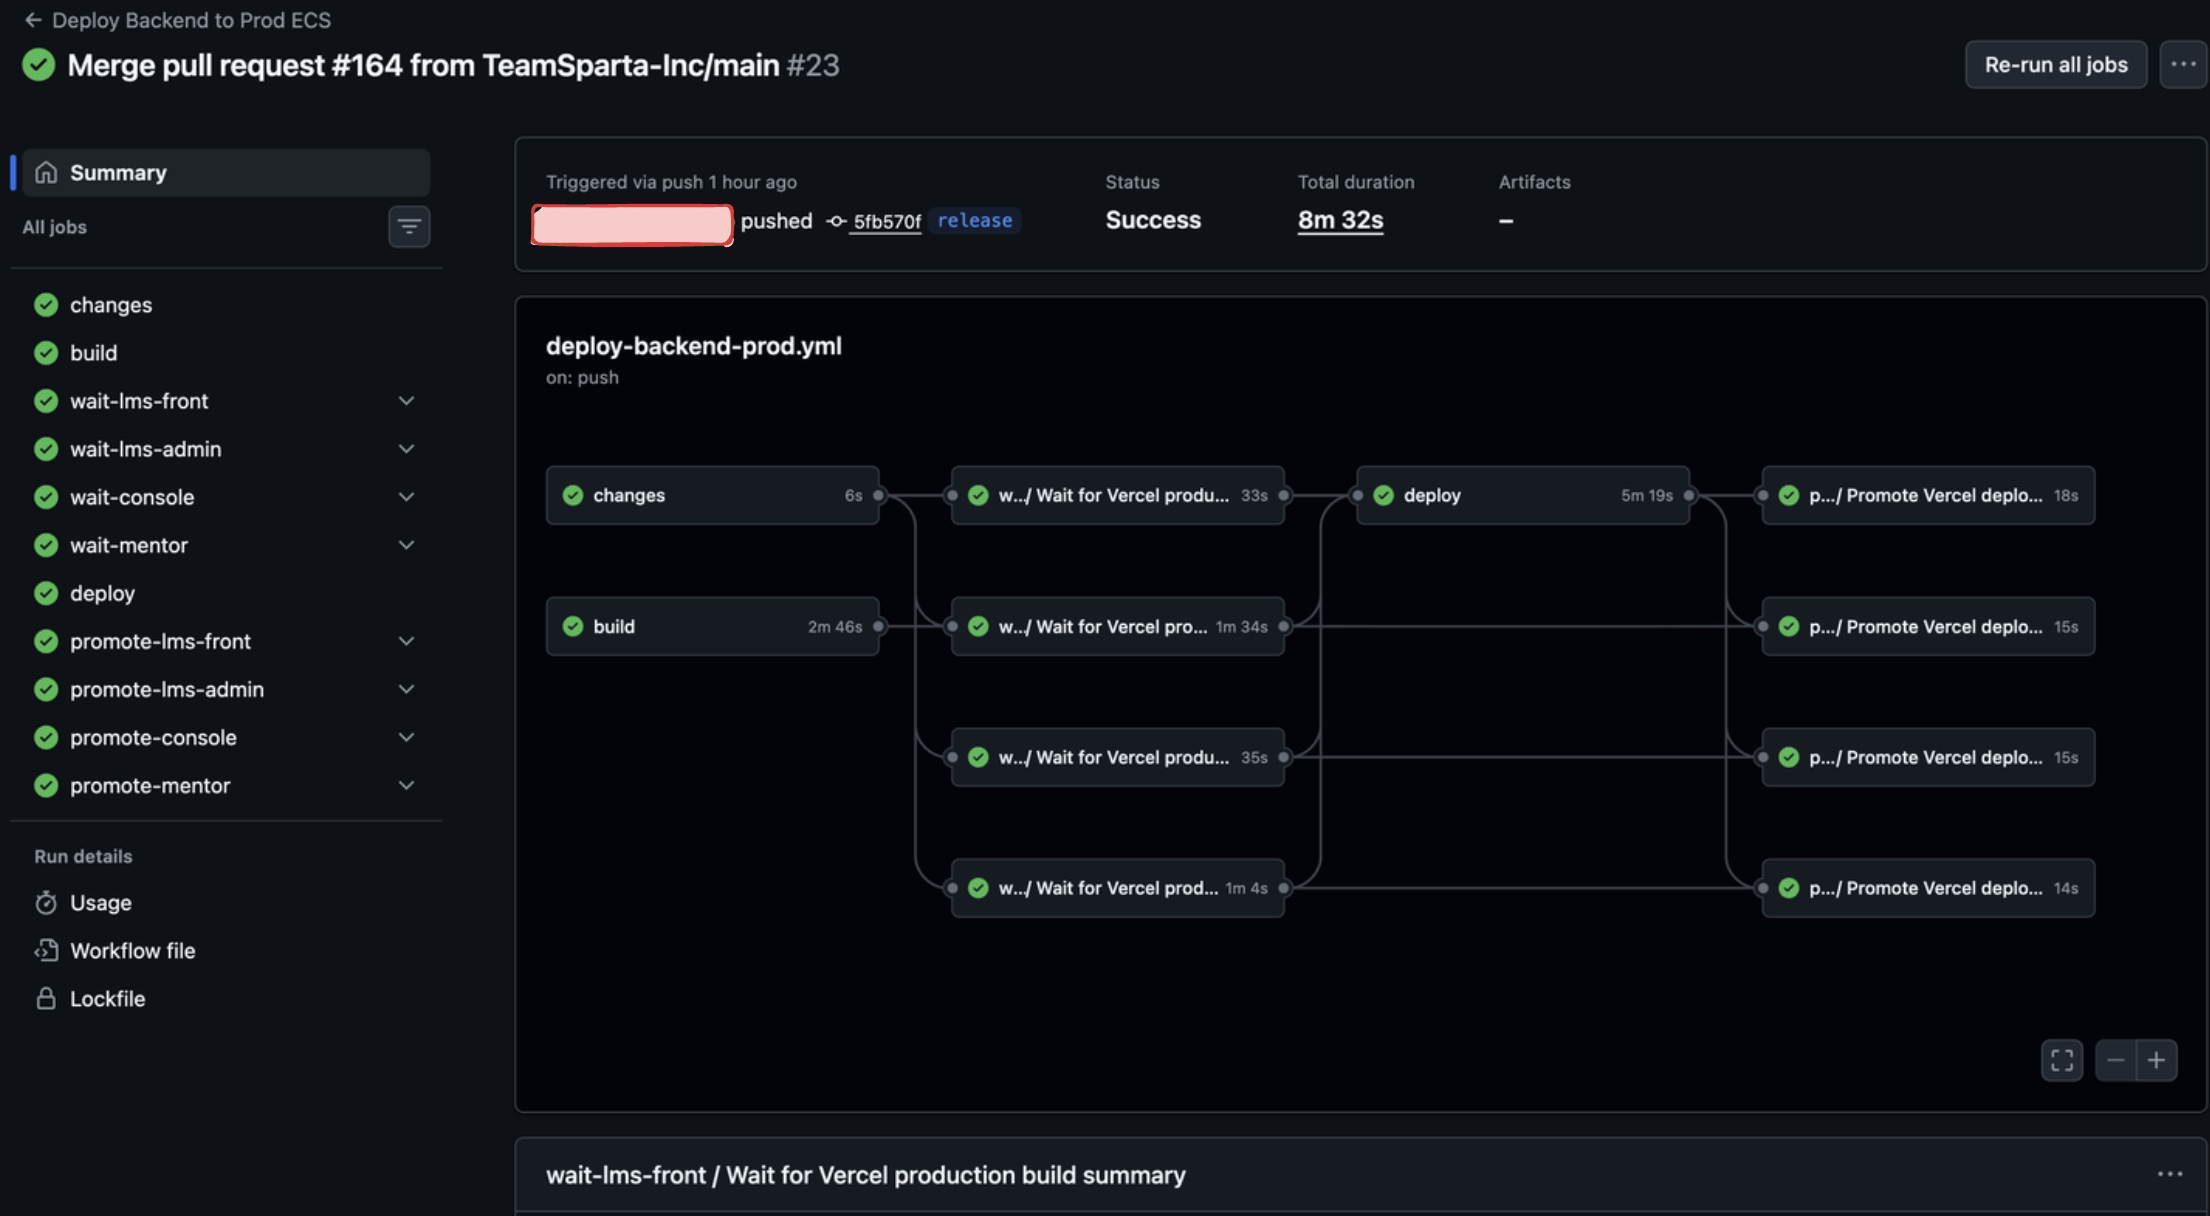 Deploy Backend to Prod ECS
Merge pull request #164 from TeamSparta-Inc/main #23
Re-run all jobs
Summary
All jobs
changes
build
wait-lms-front
wait-lms-admin
wait-console
wait-mentor
deploy
promote-lms-front
promote-lms-admin
promote-console
promote-mentor
Run details
Usage
Workflow file
Lockfile
Triggered via push 1 hour ago
pushed 5fb570f release
Status
Success
Total duration
8m 32s
Artifacts
–
deploy-backend-prod.yml
on: push
changes 6s
build 2m 46s
w.../ Wait for Vercel produ... 33s
w.../ Wait for Vercel pro... 1m 34s
w.../ Wait for Vercel produ... 35s
w.../ Wait for Vercel prod... 1m 4s
deploy 5m 19s
p.../ Promote Vercel deplo... 18s
p.../ Promote Vercel deplo... 15s
p.../ Promote Vercel deplo... 15s
p.../ Promote Vercel deplo... 14s
wait-lms-front / Wait for Vercel production build summary